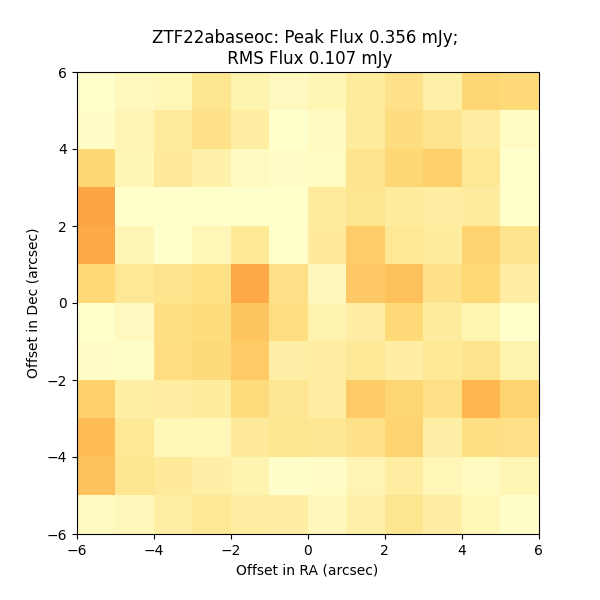 ZTF22abaseoc: Peak Flux 0.356 mJy;
RMS Flux 0.107 mJy
6
4
2
0
−2
−4
−6
Offset in Dec (arcsec)
−6 −4 −2 0 2 4 6
Offset in RA (arcsec)